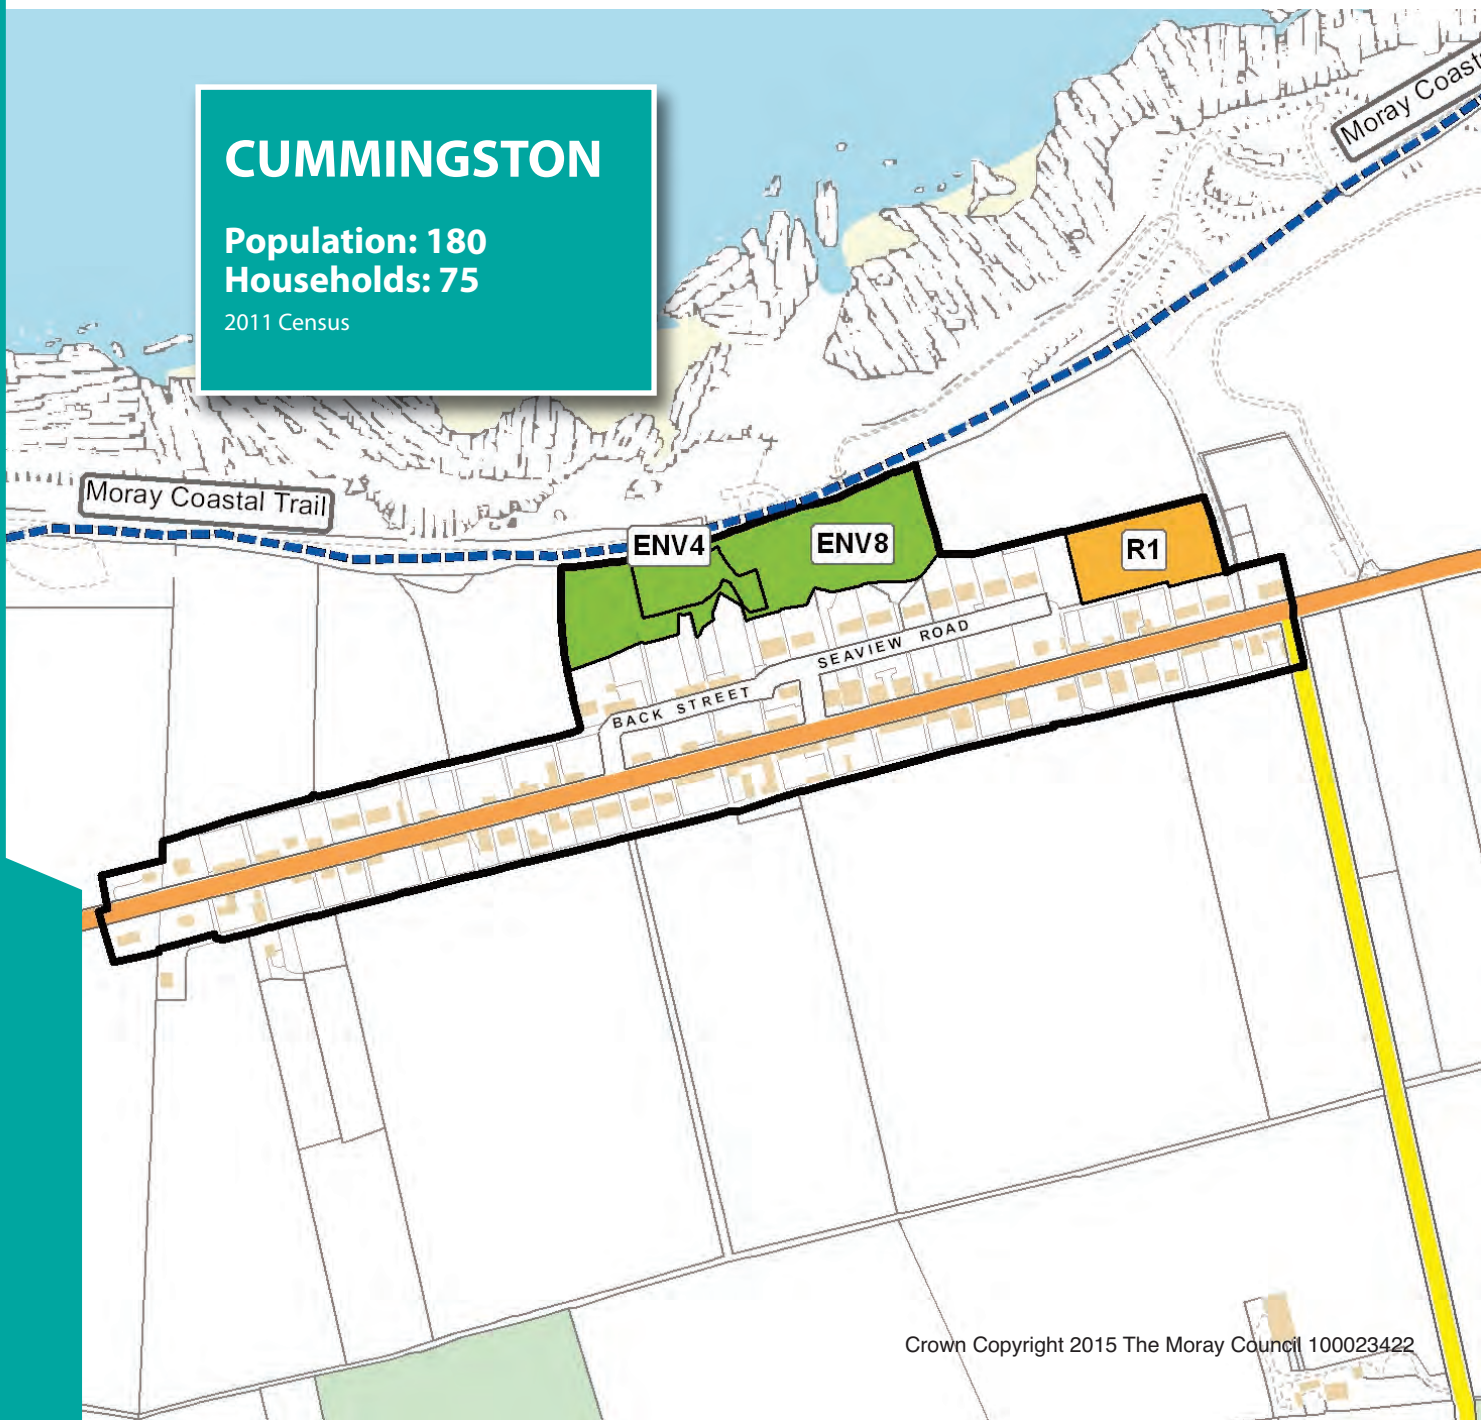 CUMMINGSTON
Population: 180
Households: 75
2011 Census
Moray Coast
Moray Coastal Trail
ENV4
ENV8
R1
SEAVIEW ROAD
BACK STREET
Crown Copyright 2015 The Moray Council 100023422